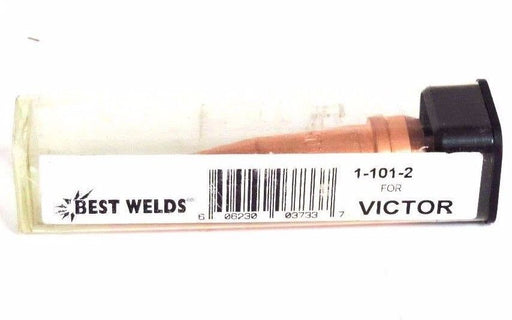 1-101-2
FOR
BEST WELDS®
VICTOR
6 06230 03733 7